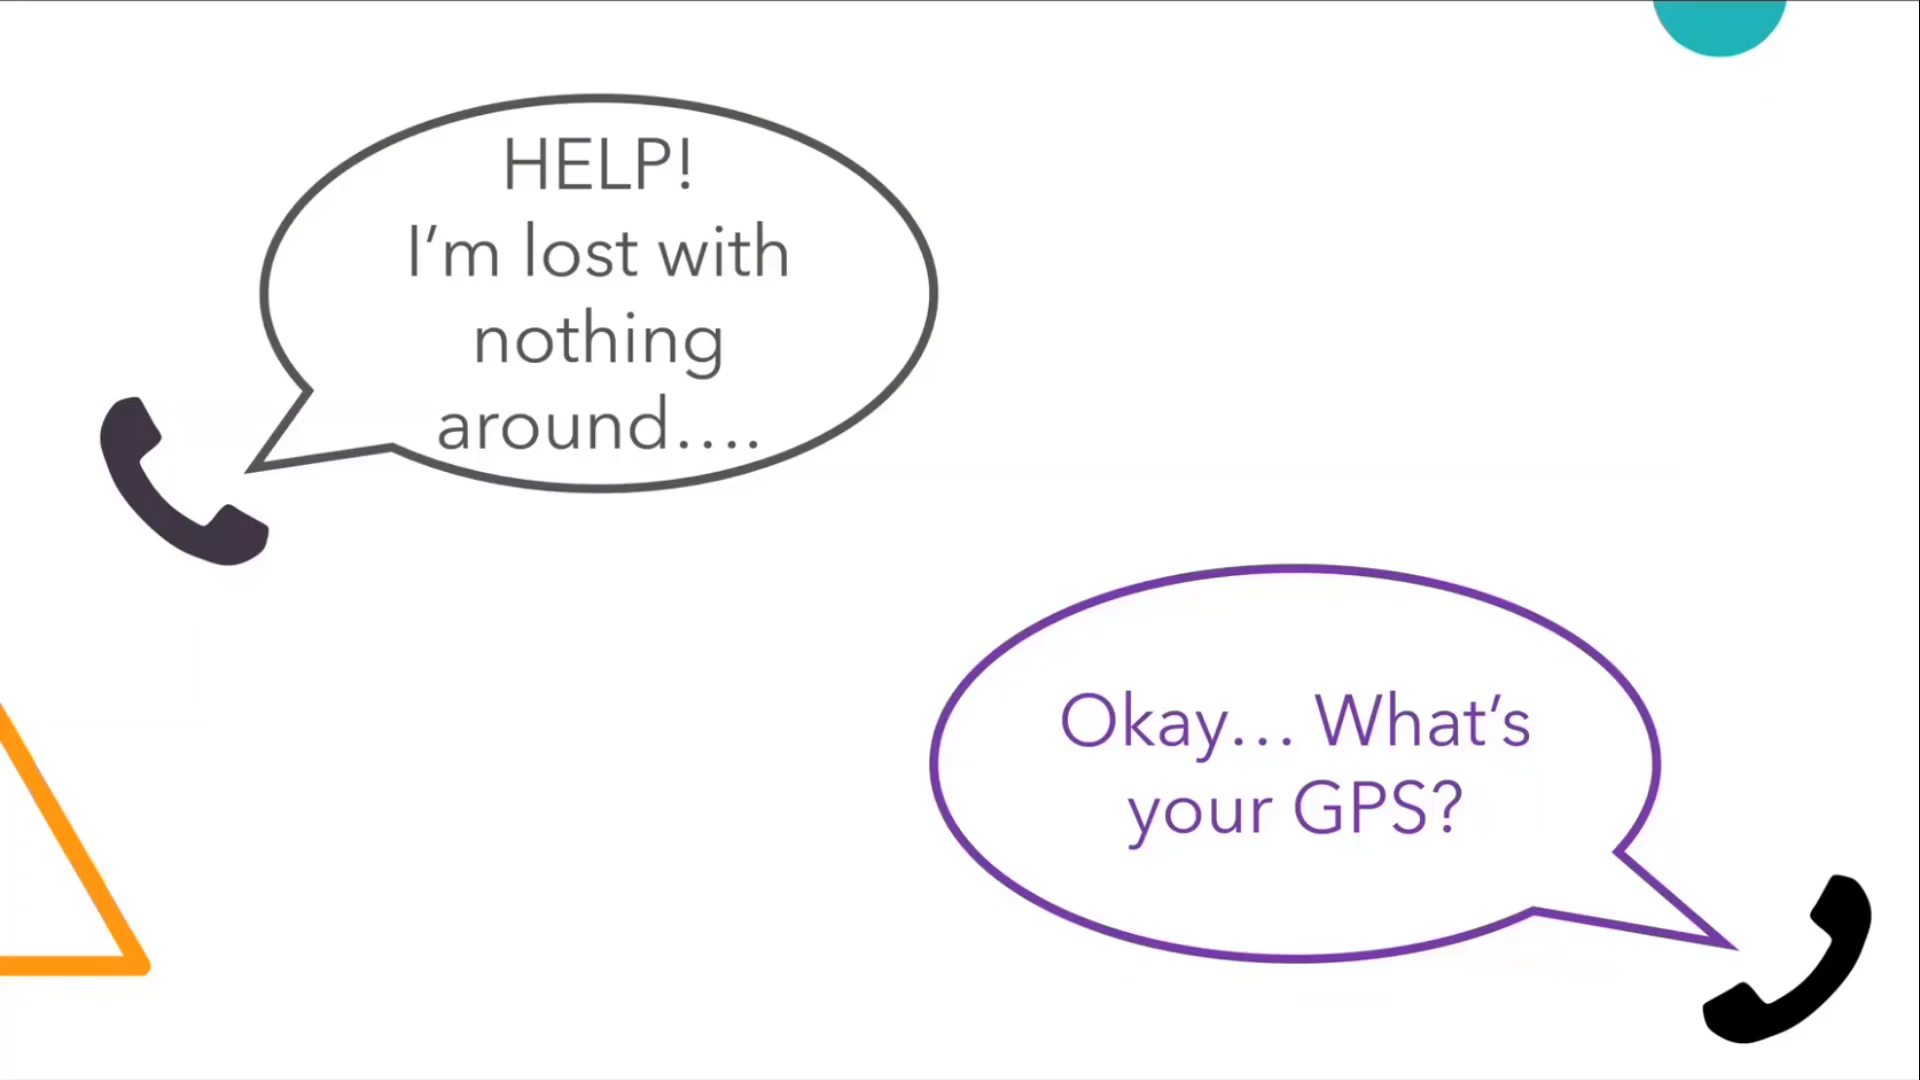 HELP!
I’m lost with
nothing
around....
Okay... What’s
your GPS?